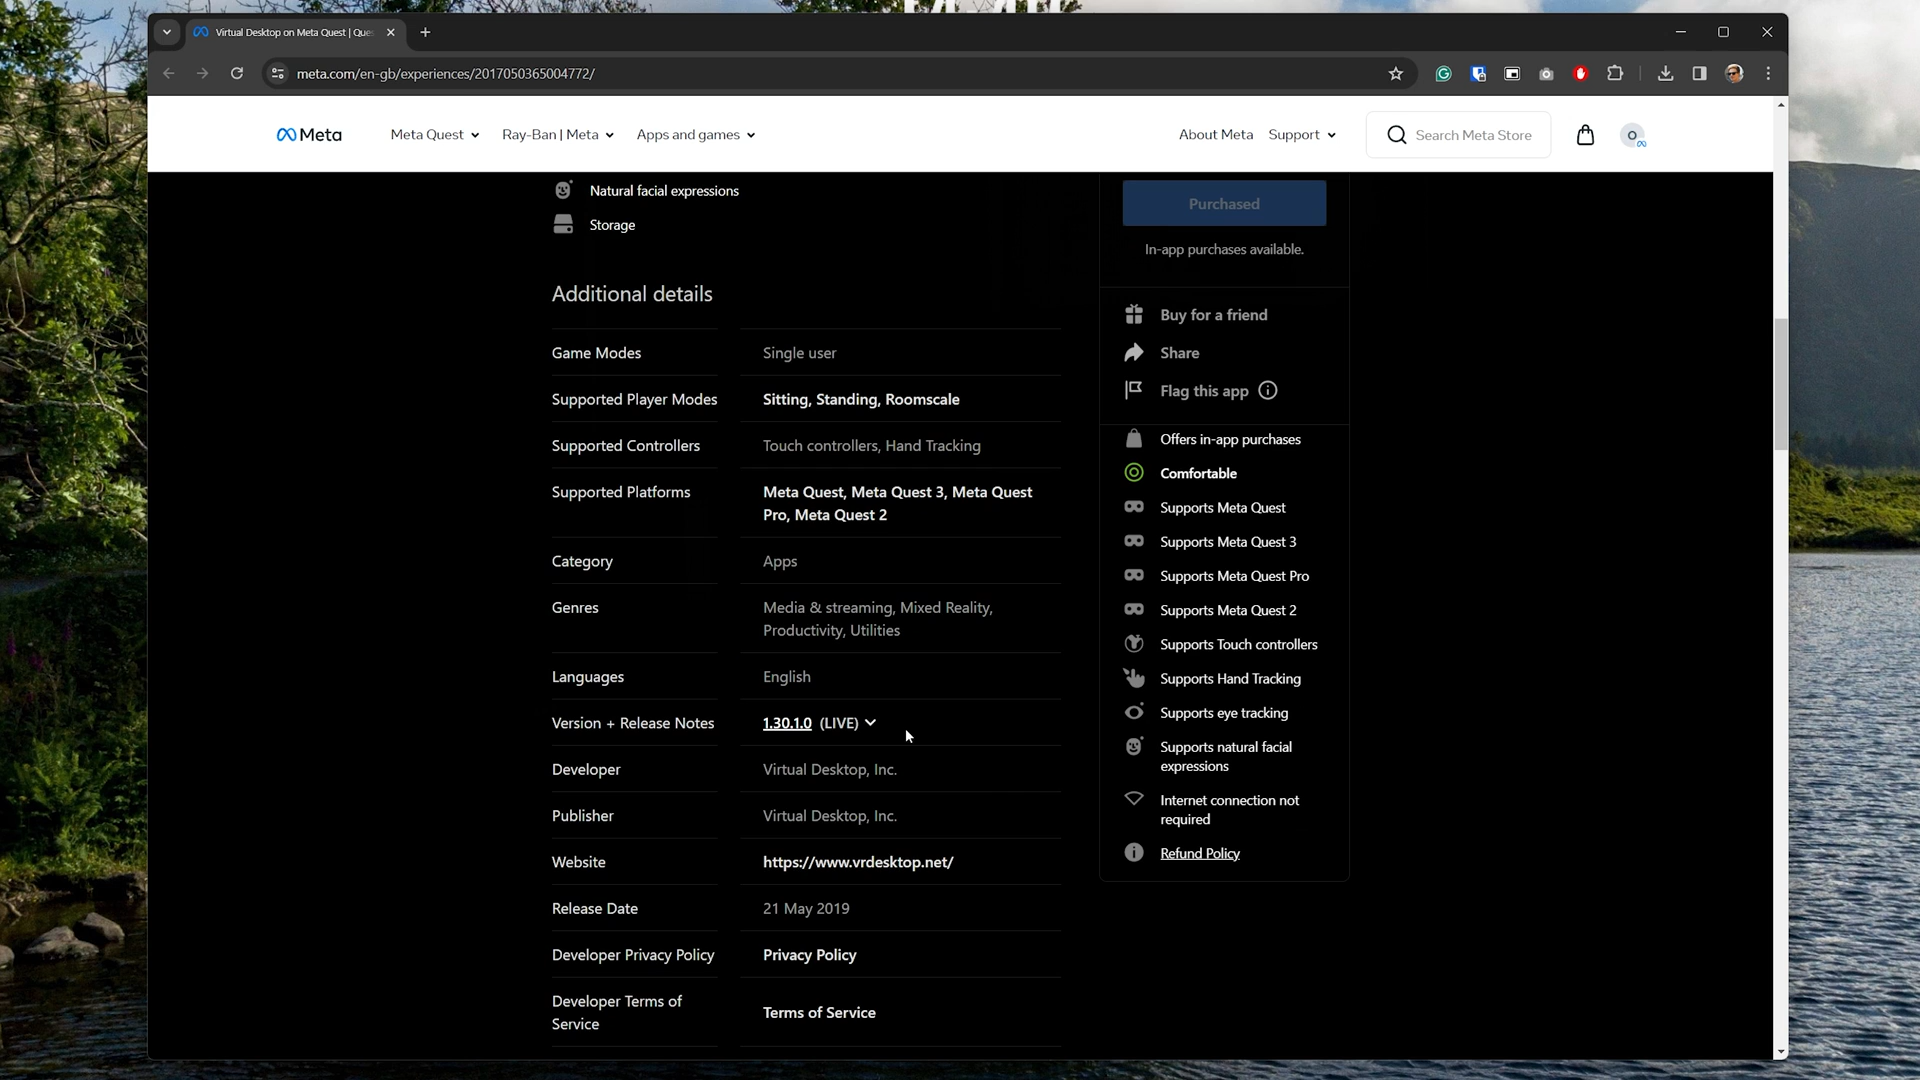 Virtual Desktop on Meta Quest | Que
meta.com/en-gb/experiences/2017050365004772/
Meta
Meta Quest
Ray-Ban | Meta
Apps and games
About Meta
Support
Search Meta Store
O
Natural facial expressions
Storage
Additional details
Game Modes
Single user
Supported Player Modes
Sitting, Standing, Roomscale
Supported Controllers
Touch controllers, Hand Tracking
Supported Platforms
Meta Quest, Meta Quest 3, Meta Quest
Pro, Meta Quest 2
Category
Apps
Genres
Media & streaming, Mixed Reality,
Productivity, Utilities
Languages
English
Version + Release Notes
1.30.1.0 (LIVE)
Developer
Virtual Desktop, Inc.
Publisher
Virtual Desktop, Inc.
Website
https://www.vrdesktop.net/
Release Date
21 May 2019
Developer Privacy Policy
Privacy Policy
Developer Terms of
Service
Terms of Service
Purchased
In-app purchases available.
Buy for a friend
Share
Flag this app
Offers in-app purchases
Comfortable
Supports Meta Quest
Supports Meta Quest 3
Supports Meta Quest Pro
Supports Meta Quest 2
Supports Touch controllers
Supports Hand Tracking
Supports eye tracking
Supports natural facial
expressions
Internet connection not
required
Refund Policy